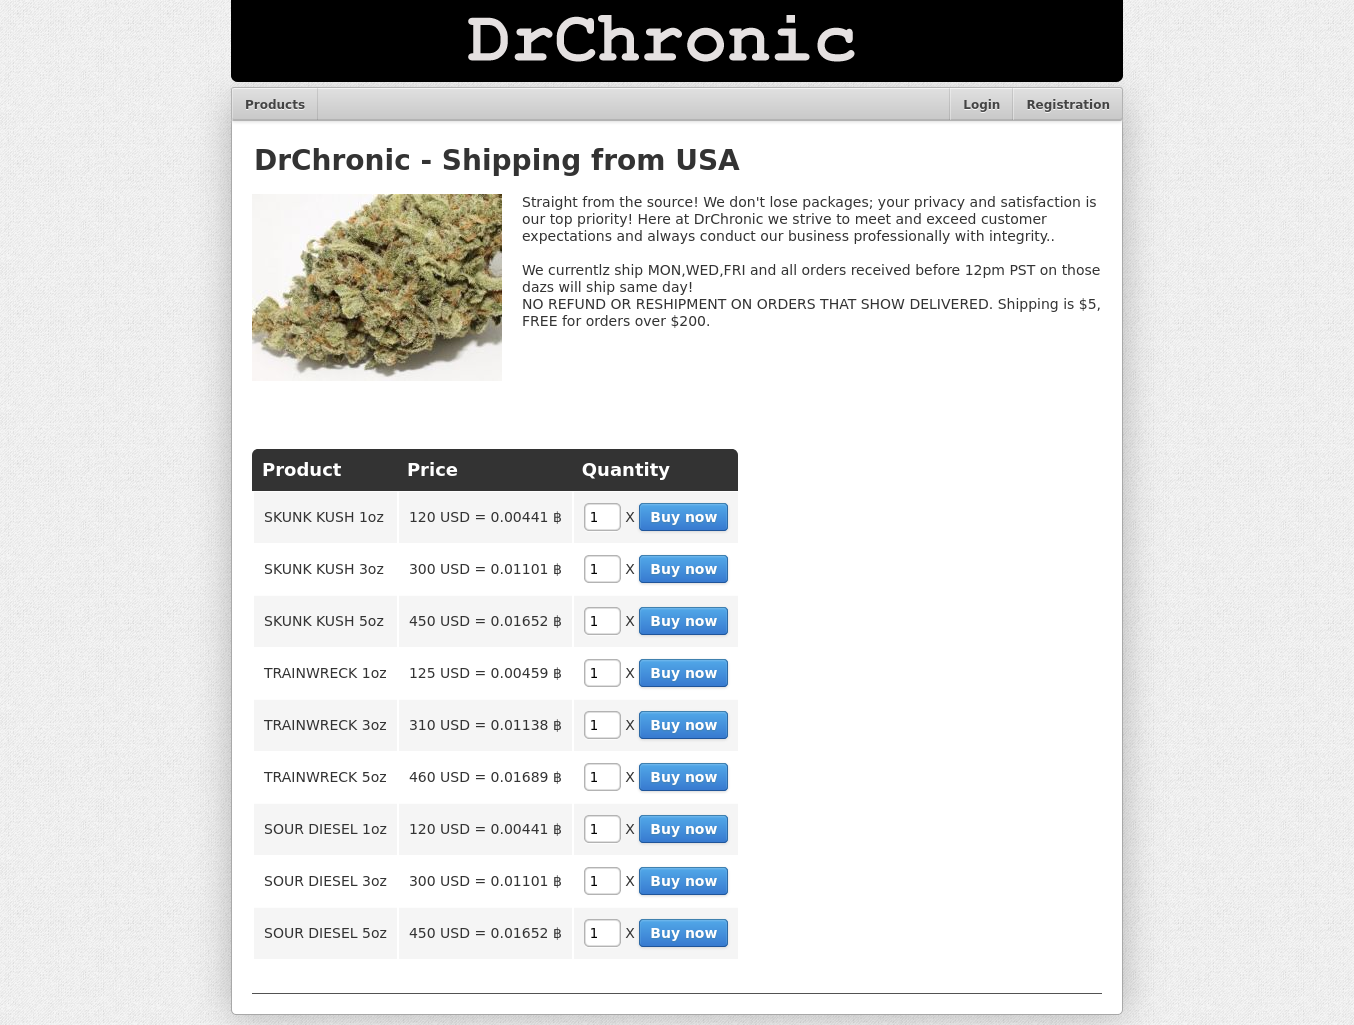 DrChronic
Products
Login
Registration
DrChronic - Shipping from USA
Straight from the source! We don't lose packages; your privacy and satisfaction is
our top priority! Here at DrChronic we strive to meet and exceed customer
expectations and always conduct our business professionally with integrity..
We currentlz ship MON,WED,FRI and all orders received before 12pm PST on those
dazs will ship same day!
NO REFUND OR RESHIPMENT ON ORDERS THAT SHOW DELIVERED. Shipping is $5,
FREE for orders over $200.
Product Price Quantity
SKUNK KUSH 1oz 120 USD = 0.00441 ฿ 1 X Buy now
SKUNK KUSH 3oz 300 USD = 0.01101 ฿ 1 X Buy now
SKUNK KUSH 5oz 450 USD = 0.01652 ฿ 1 X Buy now
TRAINWRECK 1oz 125 USD = 0.00459 ฿ 1 X Buy now
TRAINWRECK 3oz 310 USD = 0.01138 ฿ 1 X Buy now
TRAINWRECK 5oz 460 USD = 0.01689 ฿ 1 X Buy now
SOUR DIESEL 1oz 120 USD = 0.00441 ฿ 1 X Buy now
SOUR DIESEL 3oz 300 USD = 0.01101 ฿ 1 X Buy now
SOUR DIESEL 5oz 450 USD = 0.01652 ฿ 1 X Buy now